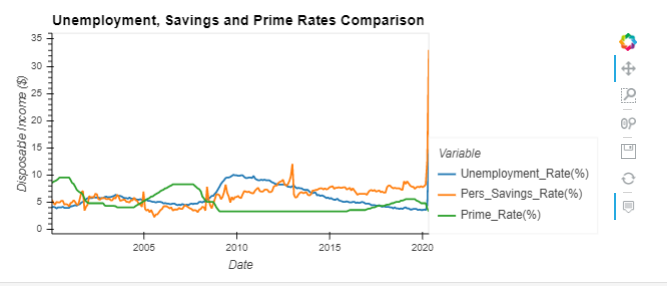 Unemployment, Savings and Prime Rates Comparison
35
30
25
20
15
10
5
0
Disposable Income ($)
2005 2010 2015 2020
Date
Variable
Unemployment_Rate(%)
Pers_Savings_Rate(%)
Prime_Rate(%)